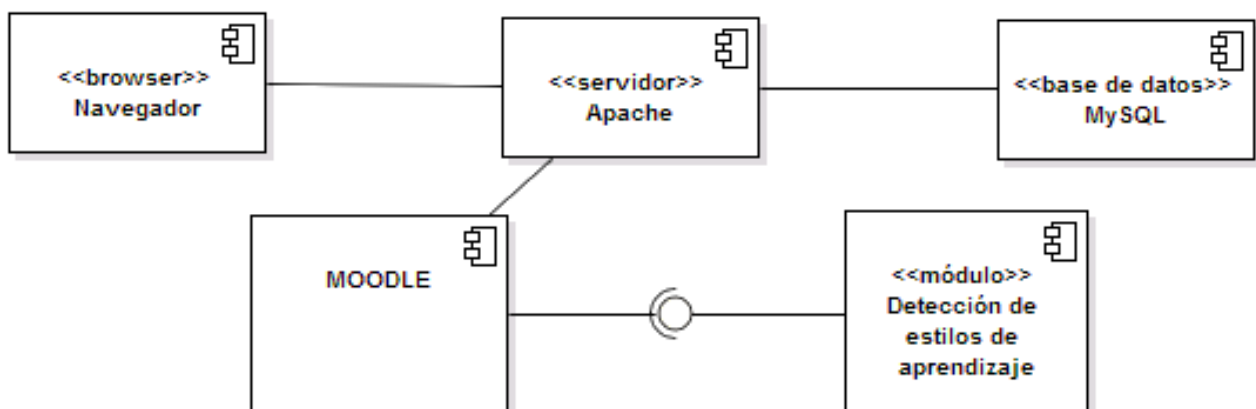 <<browser>>
Navegador
<<servidor>>
Apache
<<base de datos>>
MySQL
MOODLE
<<módulo>>
Detección de
estilos de
aprendizaje